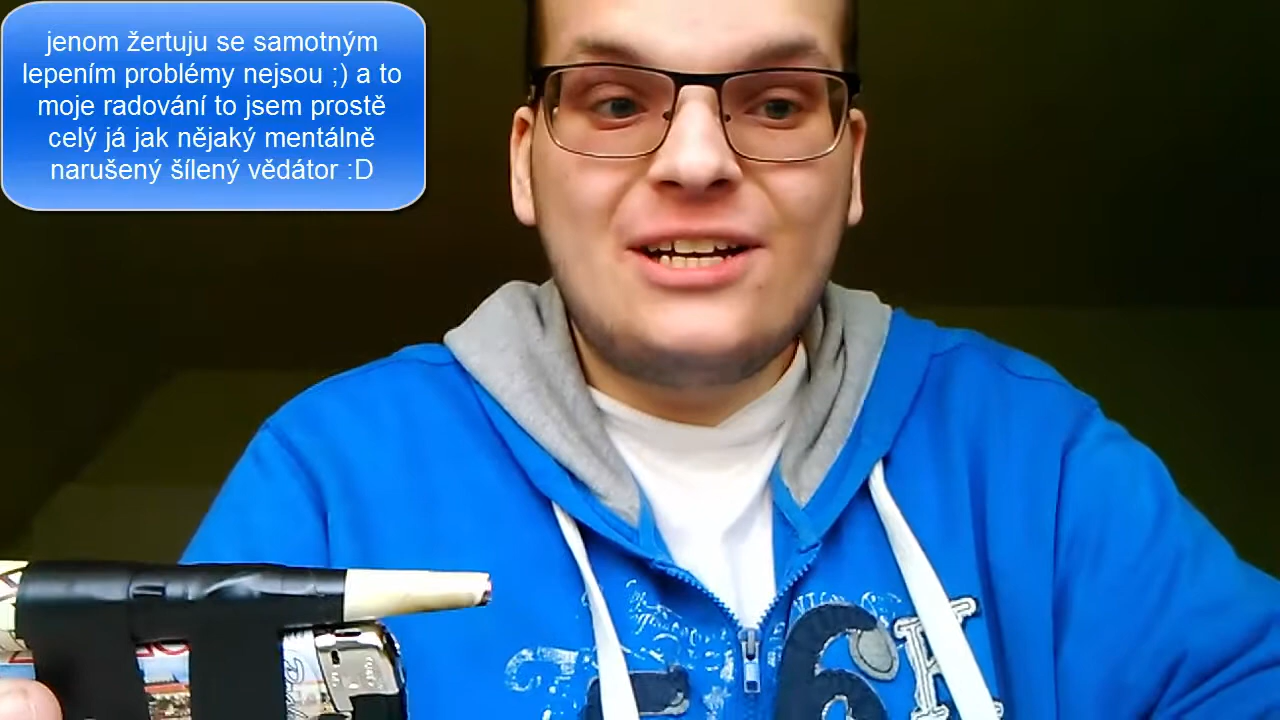 jenom žertuju se samotným
lepením problémy nejsou ;) a to
moje radování to jsem prostě
celý já jak nějaký mentálně
narušený šílený vědátor :D
6K